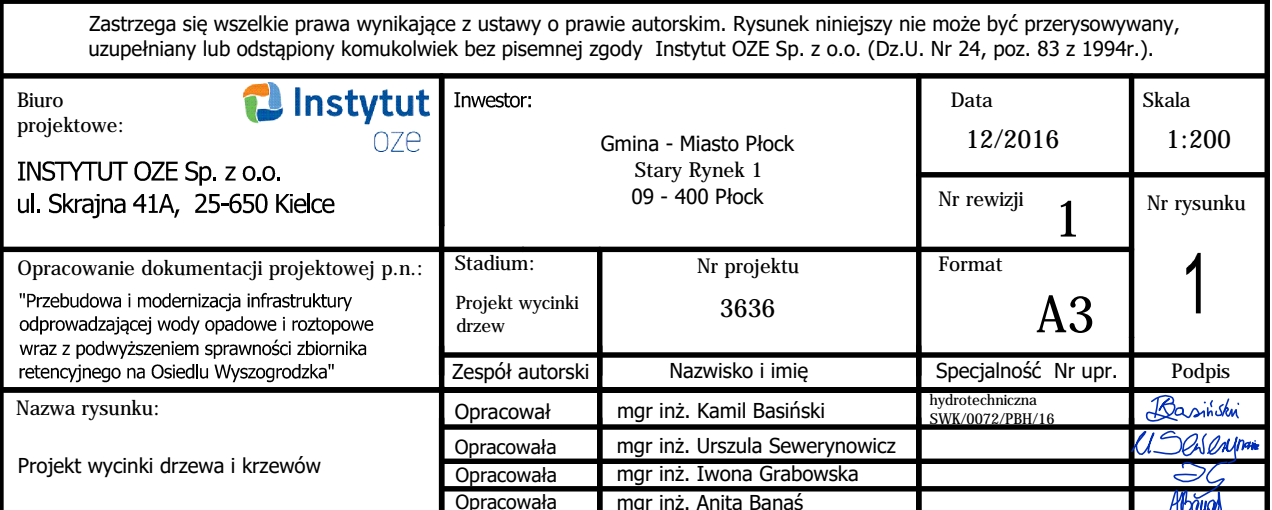 Zastrzega się wszelkie prawa wynikające z ustawy o prawie autorskim. Rysunek niniejszy nie może być przerysowywany,
uzupełniany lub odstąpiony komukolwiek bez pisemnej zgody Instytut OZE Sp. z o.o. (Dz.U. Nr 24, poz. 83 z 1994r.).
Biuro
projektowe:
Instytut
oze
INSTYTUT OZE Sp. z o.o.
ul. Skrajna 41A, 25-650 Kielce
Inwestor:
Gmina - Miasto Płock
Stary Rynek 1
09 - 400 Płock
Data
12/2016
Skala
1:200
Nr rewizji 1
Nr rysunku
1
Opracowanie dokumentacji projektowej p.n.:
"Przebudowa i modernizacja infrastruktury
odprowadzającej wody opadowe i roztopowe
wraz z podwyższeniem sprawności zbiornika
retencyjnego na Osiedlu Wyszogrodzka"
Stadium:
Projekt wycinki
drzew
Nr projektu
3636
Format
A3
Zespół autorski Nazwisko i imię Specjalność Nr upr. Podpis
Nazwa rysunku:
Projekt wycinki drzewa i krzewów
Opracował mgr inż. Kamil Basiński
hydrotechniczna
SWK/0072/PBH/16
Basiński
Opracowała mgr inż. Urszula Sewerynowicz
Opracowała mgr inż. Iwona Grabowska
Opracowała mgr inż. Anita Banaś